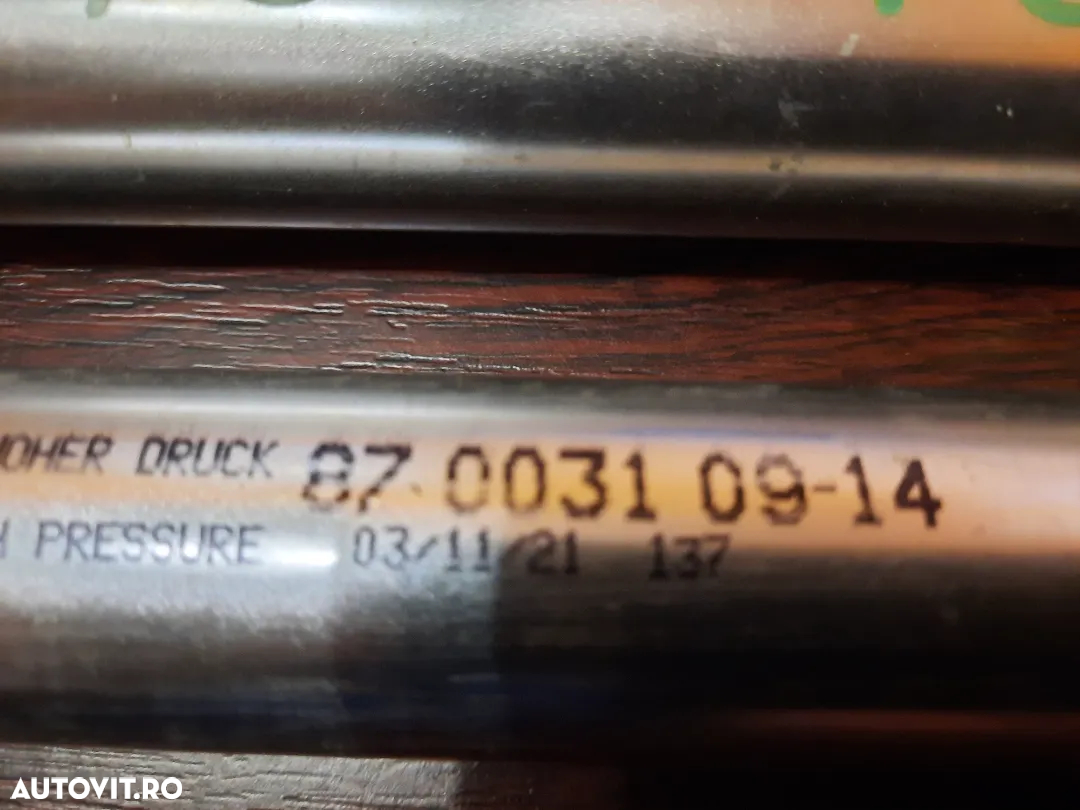 HOHER DRUCK 87 0031 09-14
PRESSURE 03/11/21 137
AUTOVIT.RO